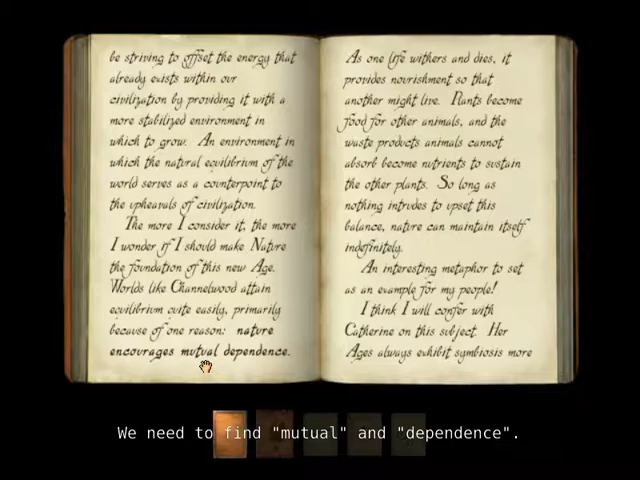 be striving to offset the energy that
already exists within our
civilization by providing it with a
more stabilized environment in
which to grow. An environment in
which the natural equilibrium of the
world serves as a counterpoint to
the upheavals of civilization.
The more I consider it, the more
I wonder if I should make Nature
the foundation of this new Age.
Worlds like Channelwood attain
equilibrium quite easily, primarily
because of one reason: nature
encourages mutual dependence.
As one life withers and dies, it
provides nourishment so that
another might live. Plants become
food for other animals, and the
waste products animals cannot
absorb become nutrients to sustain
the other plants. So long as
nothing intrudes to upset this
balance, nature can maintain itself
indefinitely.
An interesting metaphor to set
as an example for my people!
I think I will confer with
Catherine on this subject. Her
Ages always exhibit symbiosis more
We need to find "mutual" and "dependence".